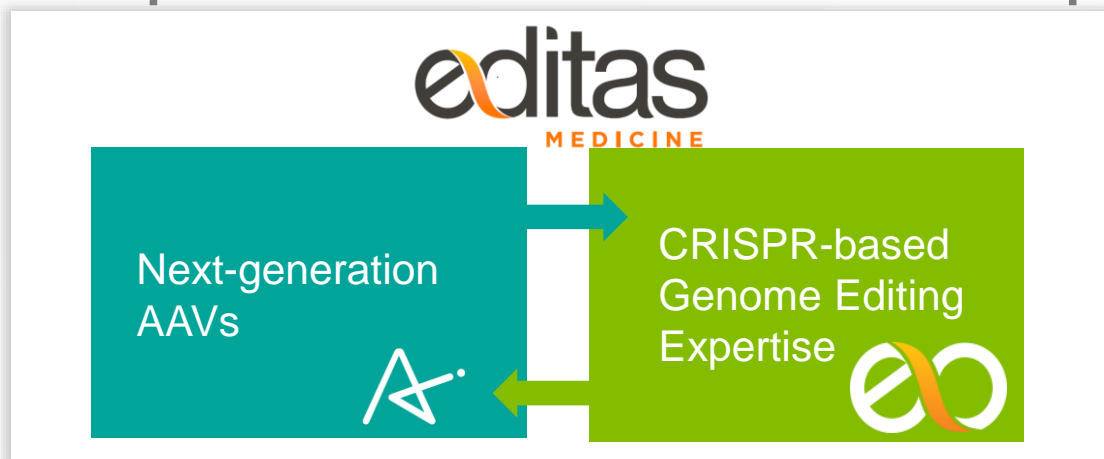 editas
MEDICINE
Next-generation
AAVs
CRISPR-based
Genome Editing
Expertise